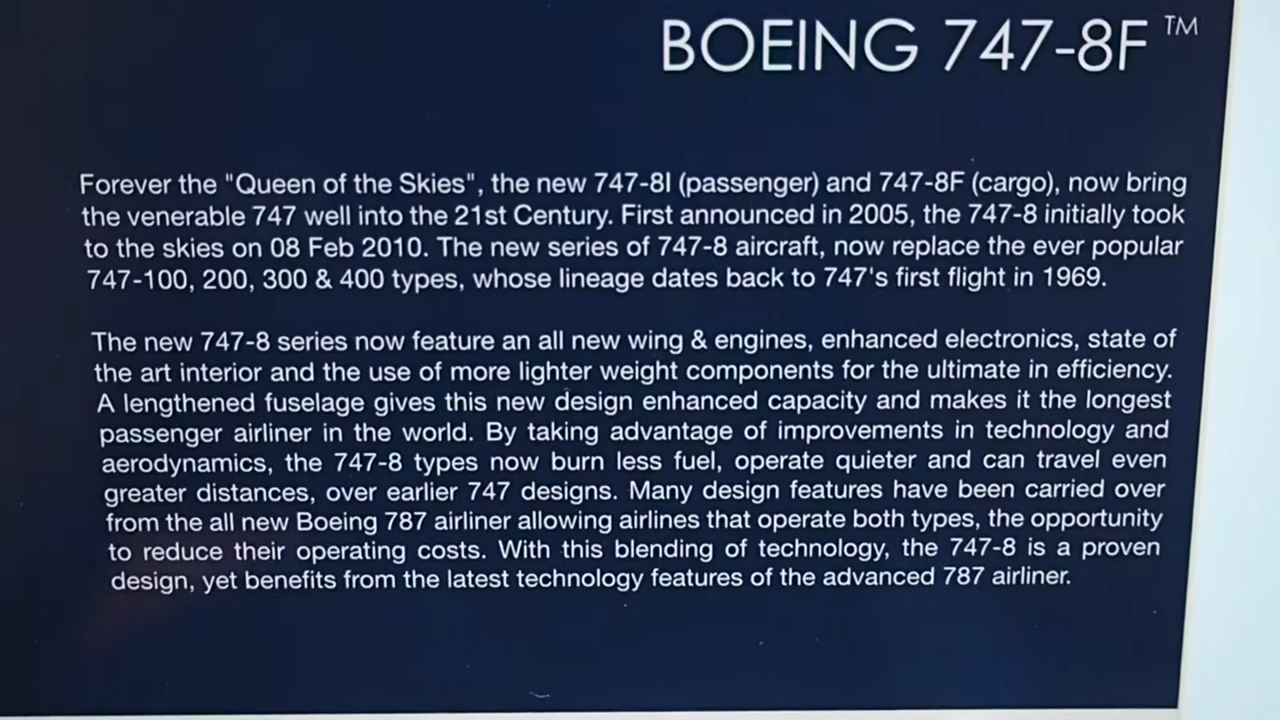 BOEING 747-8F ™
Forever the "Queen of the Skies", the new 747-8I (passenger) and 747-8F (cargo), now bring
the venerable 747 well into the 21st Century. First announced in 2005, the 747-8 initially took
to the skies on 08 Feb 2010. The new series of 747-8 aircraft, now replace the ever popular
747-100, 200, 300 & 400 types, whose lineage dates back to 747's first flight in 1969.
The new 747-8 series now feature an all new wing & engines, enhanced electronics, state of
the art interior and the use of more lighter weight components for the ultimate in efficiency.
A lengthened fuselage gives this new design enhanced capacity and makes it the longest
passenger airliner in the world. By taking advantage of improvements in technology and
aerodynamics, the 747-8 types now burn less fuel, operate quieter and can travel even
greater distances, over earlier 747 designs. Many design features have been carried over
from the all new Boeing 787 airliner allowing airlines that operate both types, the opportunity
to reduce their operating costs. With this blending of technology, the 747-8 is a proven
design, yet benefits from the latest technology features of the advanced 787 airliner.